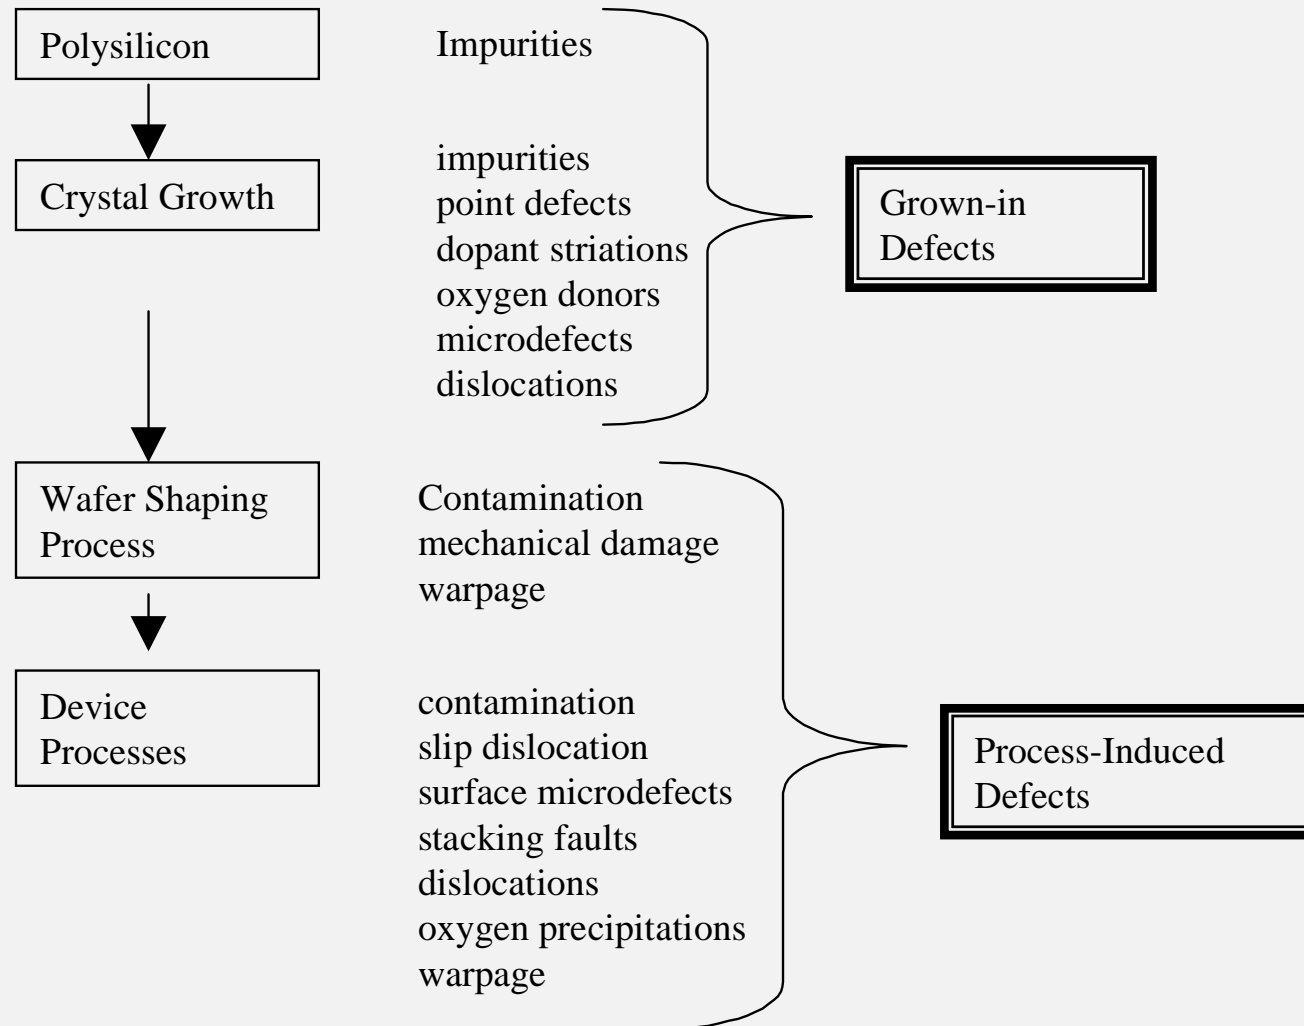 Polysilicon
Impurities
Crystal Growth
impurities
point defects
dopant striations
oxygen donors
microdefects
dislocations
Grown-in
Defects
Wafer Shaping
Process
Contamination
mechanical damage
warpage
Device
Processes
contamination
slip dislocation
surface microdefects
stacking faults
dislocations
oxygen precipitations
warpage
Process-Induced
Defects